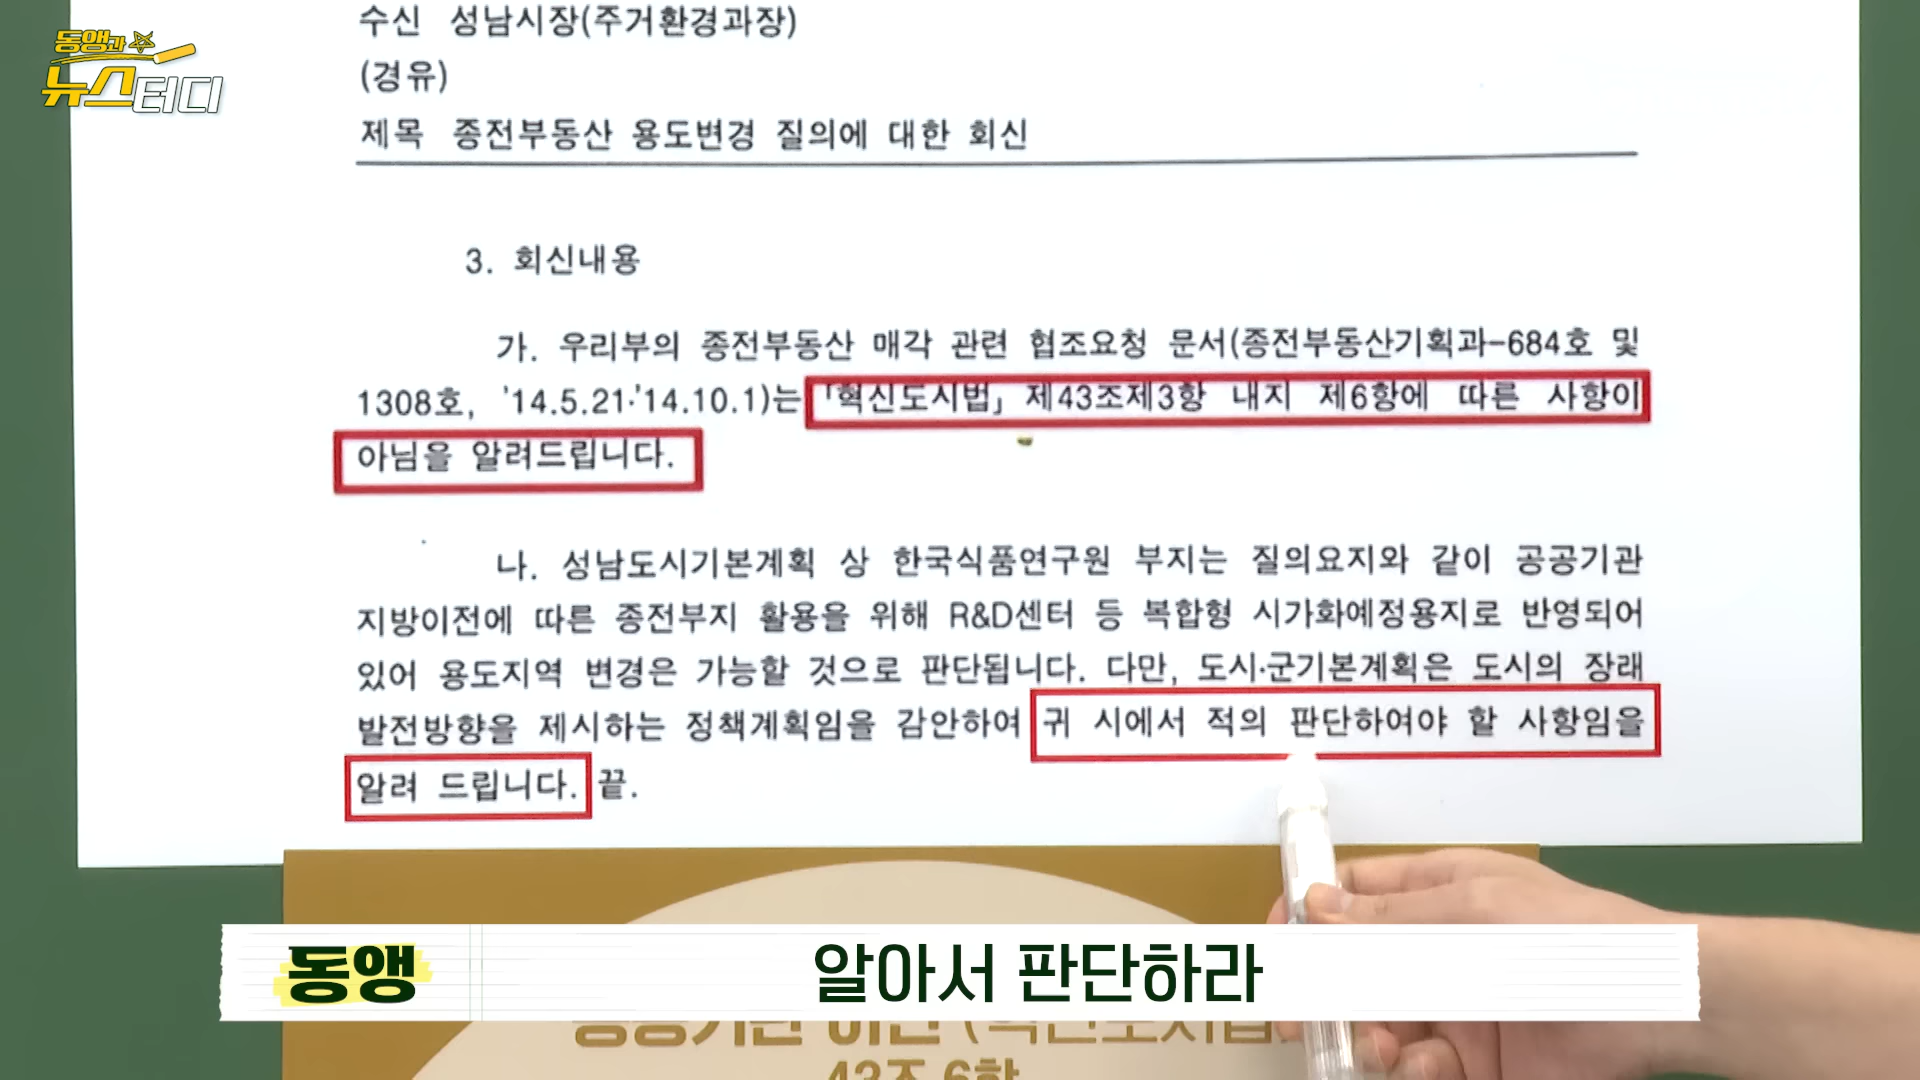 동앵과
뉴스터디
수신 성남시장(주거환경과장)
(경유)
제목 종전부동산 용도변경 질의에 대한 회신
3. 회신내용
가. 우리부의 종전부동산 매각 관련 협조요청 문서(종전부동산기획과-684호 및
1308호, '14.5.21·'14.10.1)는 「혁신도시법」 제43조제3항 내지 제6항에 따른 사항이
아님을 알려드립니다.
나. 성남도시기본계획 상 한국식품연구원 부지는 질의요지와 같이 공공기관
지방이전에 따른 종전부지 활용을 위해 R&D센터 등 복합형 시가화예정용지로 반영되어
있어 용도지역 변경은 가능할 것으로 판단됩니다. 다만, 도시·군기본계획은 도시의 장래
발전방향을 제시하는 정책계획임을 감안하여 귀 시에서 적의 판단하여야 할 사항임을
알려 드립니다. 끝.
동앵 알아서 판단하라
43조 6항